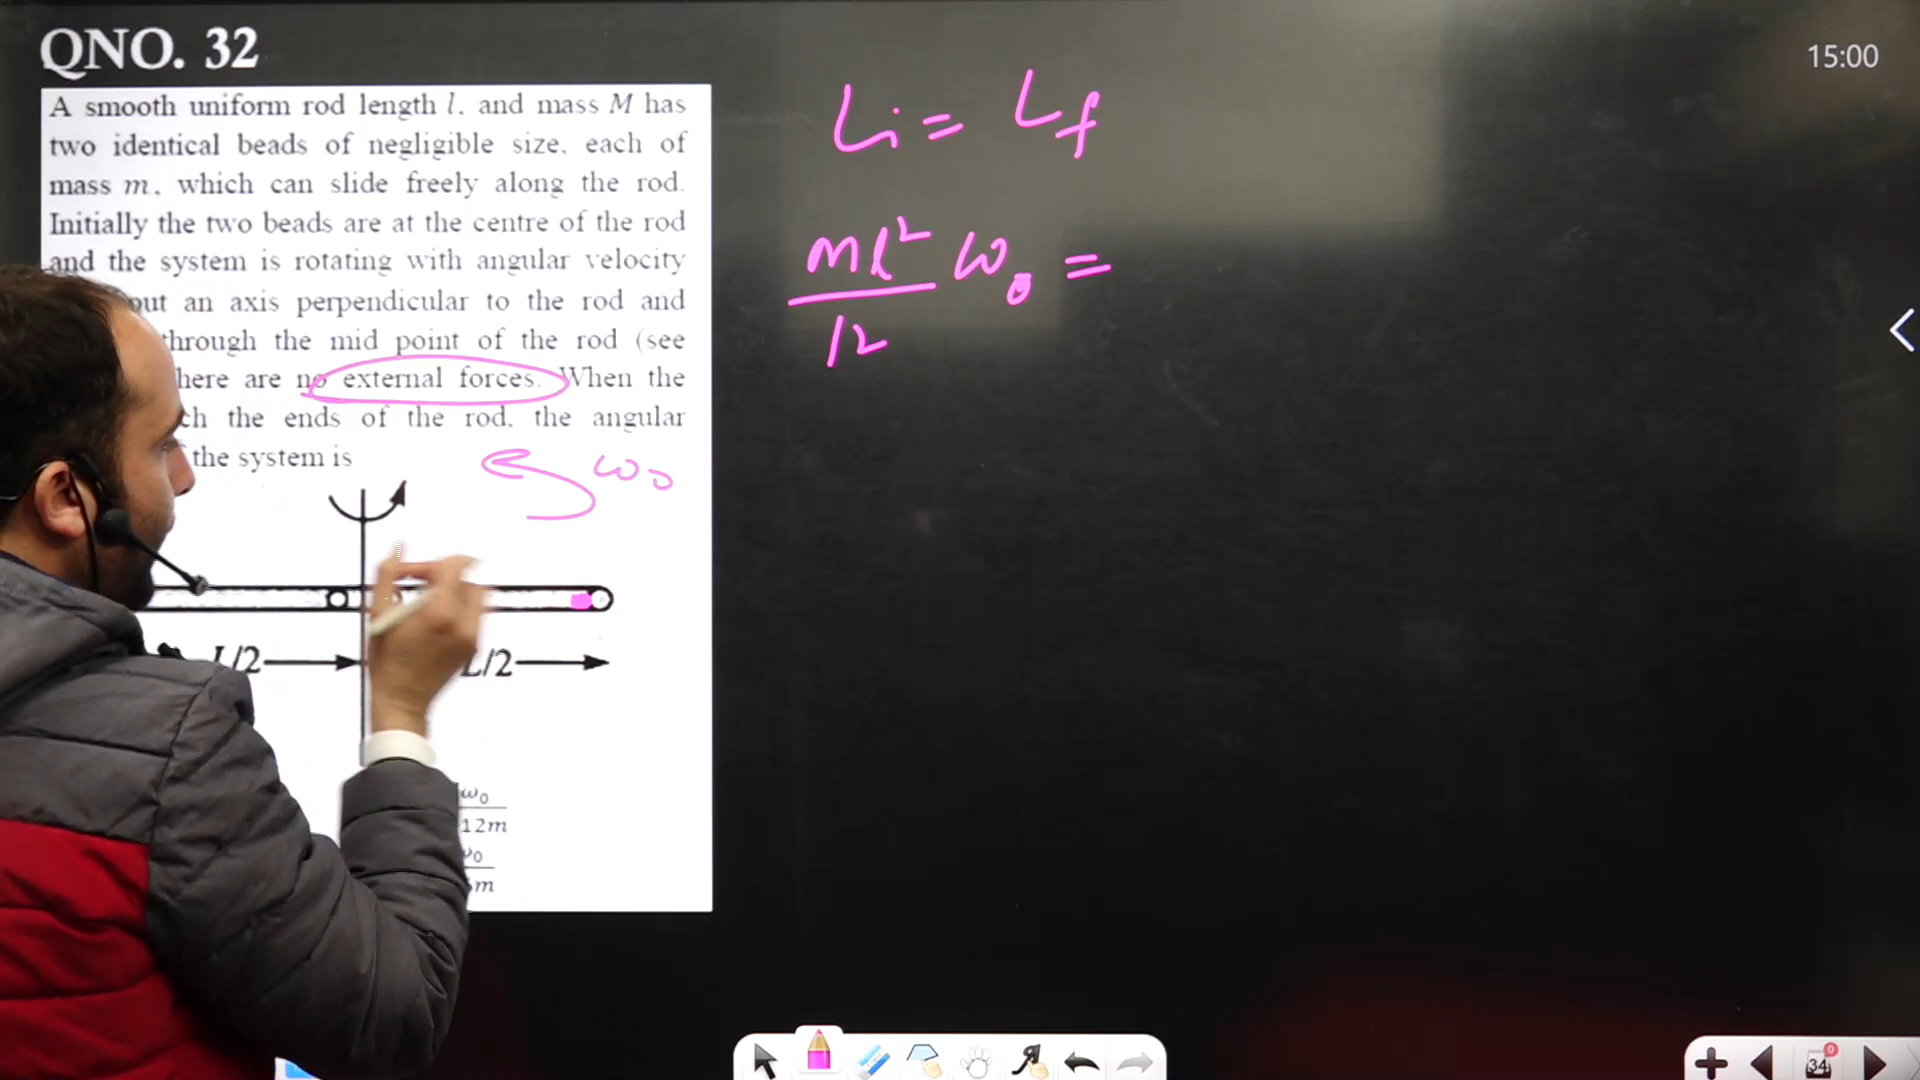 QNO. 32
15:00
A smooth uniform rod length l, and mass M has
two identical beads of negligible size, each of
mass m, which can slide freely along the rod.
Initially the two beads are at the centre of the rod
and the system is rotating with angular velocity
out an axis perpendicular to the rod and
through the mid point of the rod (see
here are no external forces. When the
ch the ends of the rod, the angular
the system is
ω₀
L/2
L/2
ω₀
12m
m
Li = Lf
Ml²/12 ω₀ =
34
0